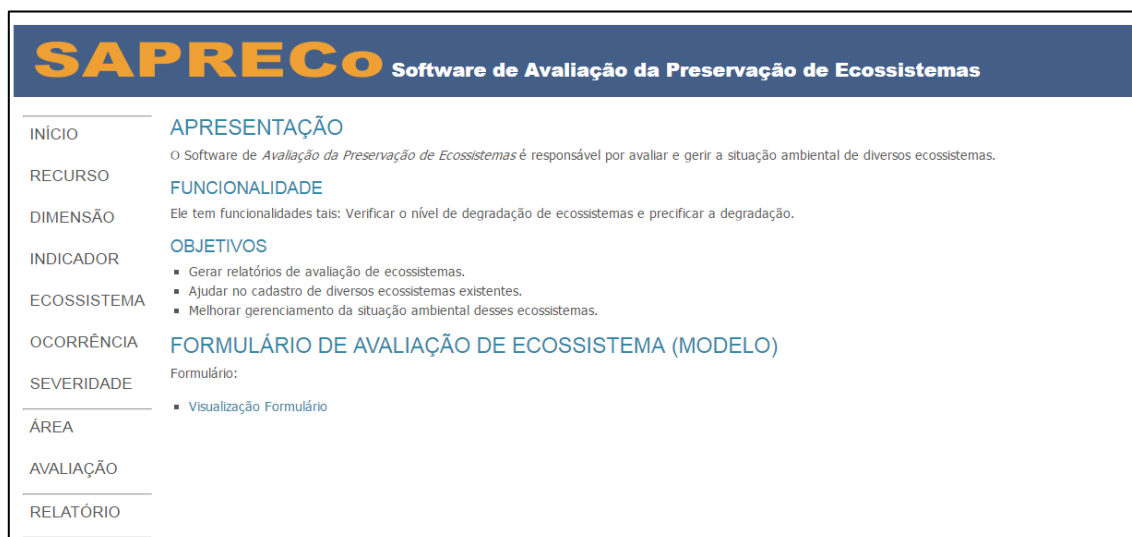 SAPRECo Software de Avaliação da Preservação de Ecossistemas
INÍCIO
RECURSO
DIMENSÃO
INDICADOR
ECOSSISTEMA
OCORRÊNCIA
SEVERIDADE
ÁREA
AVALIAÇÃO
RELATÓRIO
APRESENTAÇÃO
O Software de Avaliação da Preservação de Ecossistemas é responsável por avaliar e gerir a situação ambiental de diversos ecossistemas.
FUNCIONALIDADE
Ele tem funcionalidades tais: Verificar o nível de degradação de ecossistemas e precificar a degradação.
OBJETIVOS
▪ Gerar relatórios de avaliação de ecossistemas.
▪ Ajudar no cadastro de diversos ecossistemas existentes.
▪ Melhorar gerenciamento da situação ambiental desses ecossistemas.
FORMULÁRIO DE AVALIAÇÃO DE ECOSSISTEMA (MODELO)
Formulário:
▪ Visualização Formulário